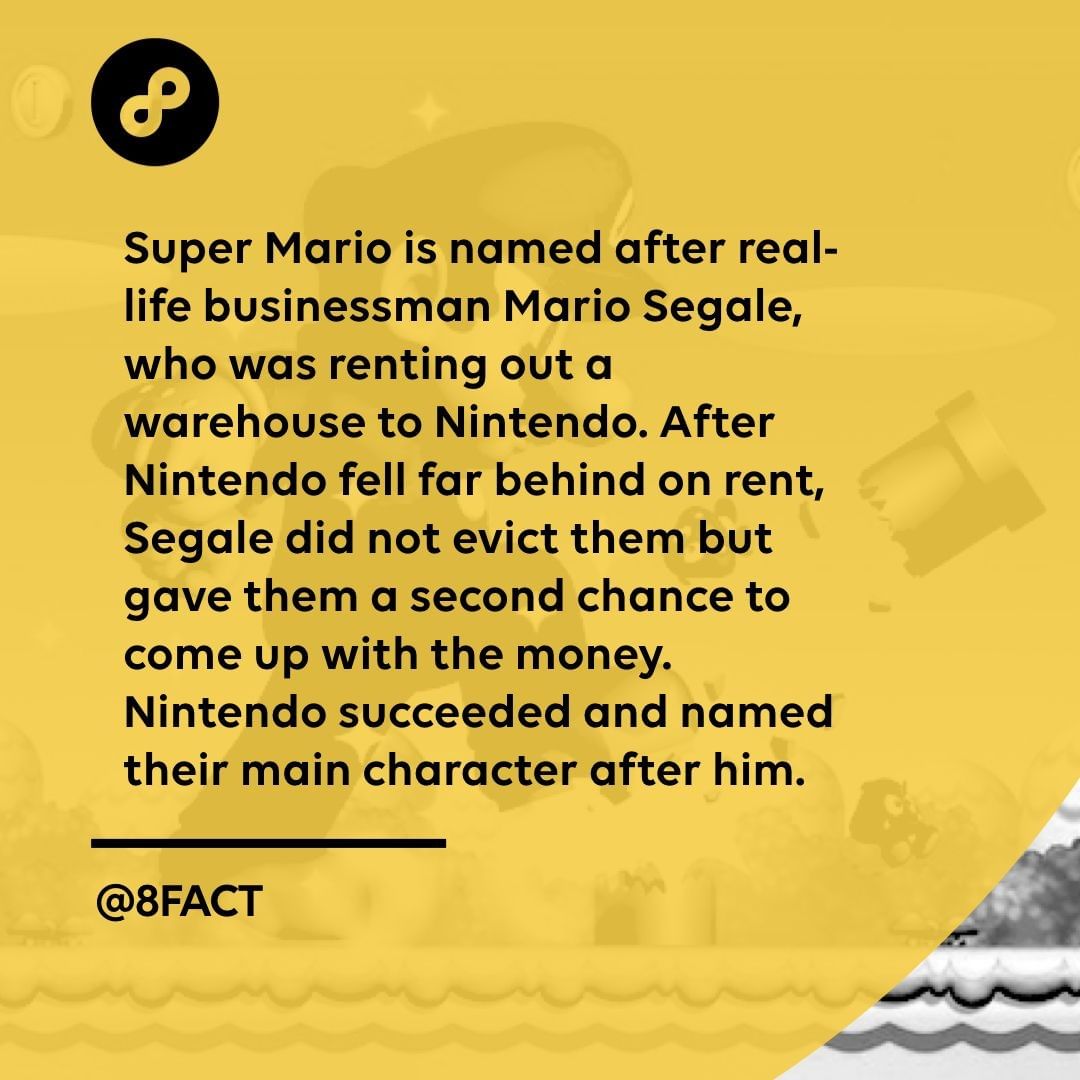 Super Mario is named after real-
life businessman Mario Segale,
who was renting out a
warehouse to Nintendo. After
Nintendo fell far behind on rent,
Segale did not evict them but
gave them a second chance to
come up with the money.
Nintendo succeeded and named
their main character after him.
@8FACT